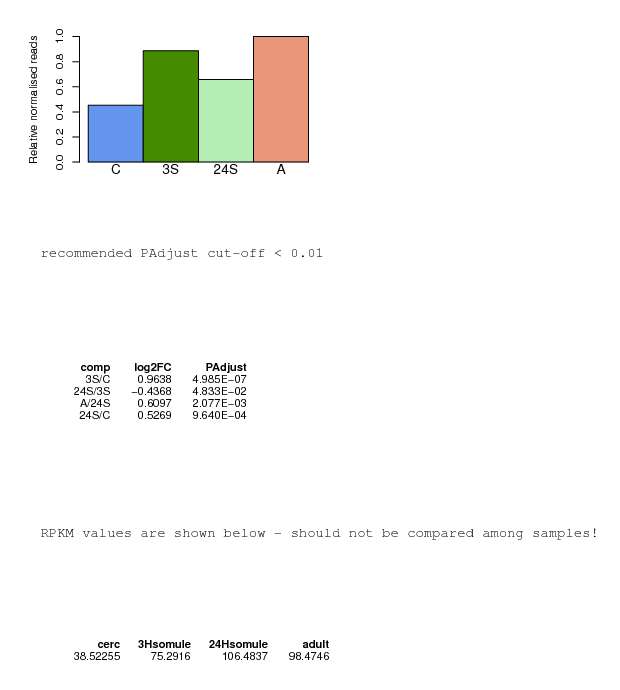 Relative normalised reads
1.0
0.8
0.6
0.4
0.2
0.0
C 3S 24S A
recommended PAdjust cut-off < 0.01
comp log2FC PAdjust
3S/C 0.9638 4.985E−07
24S/3S −0.4368 4.833E−02
A/24S 0.6097 2.077E−03
24S/C 0.5269 9.640E−04
RPKM values are shown below - should not be compared among samples!
cerc 3Hsomule 24Hsomule adult
38.52255 75.2916 106.4837 98.4746